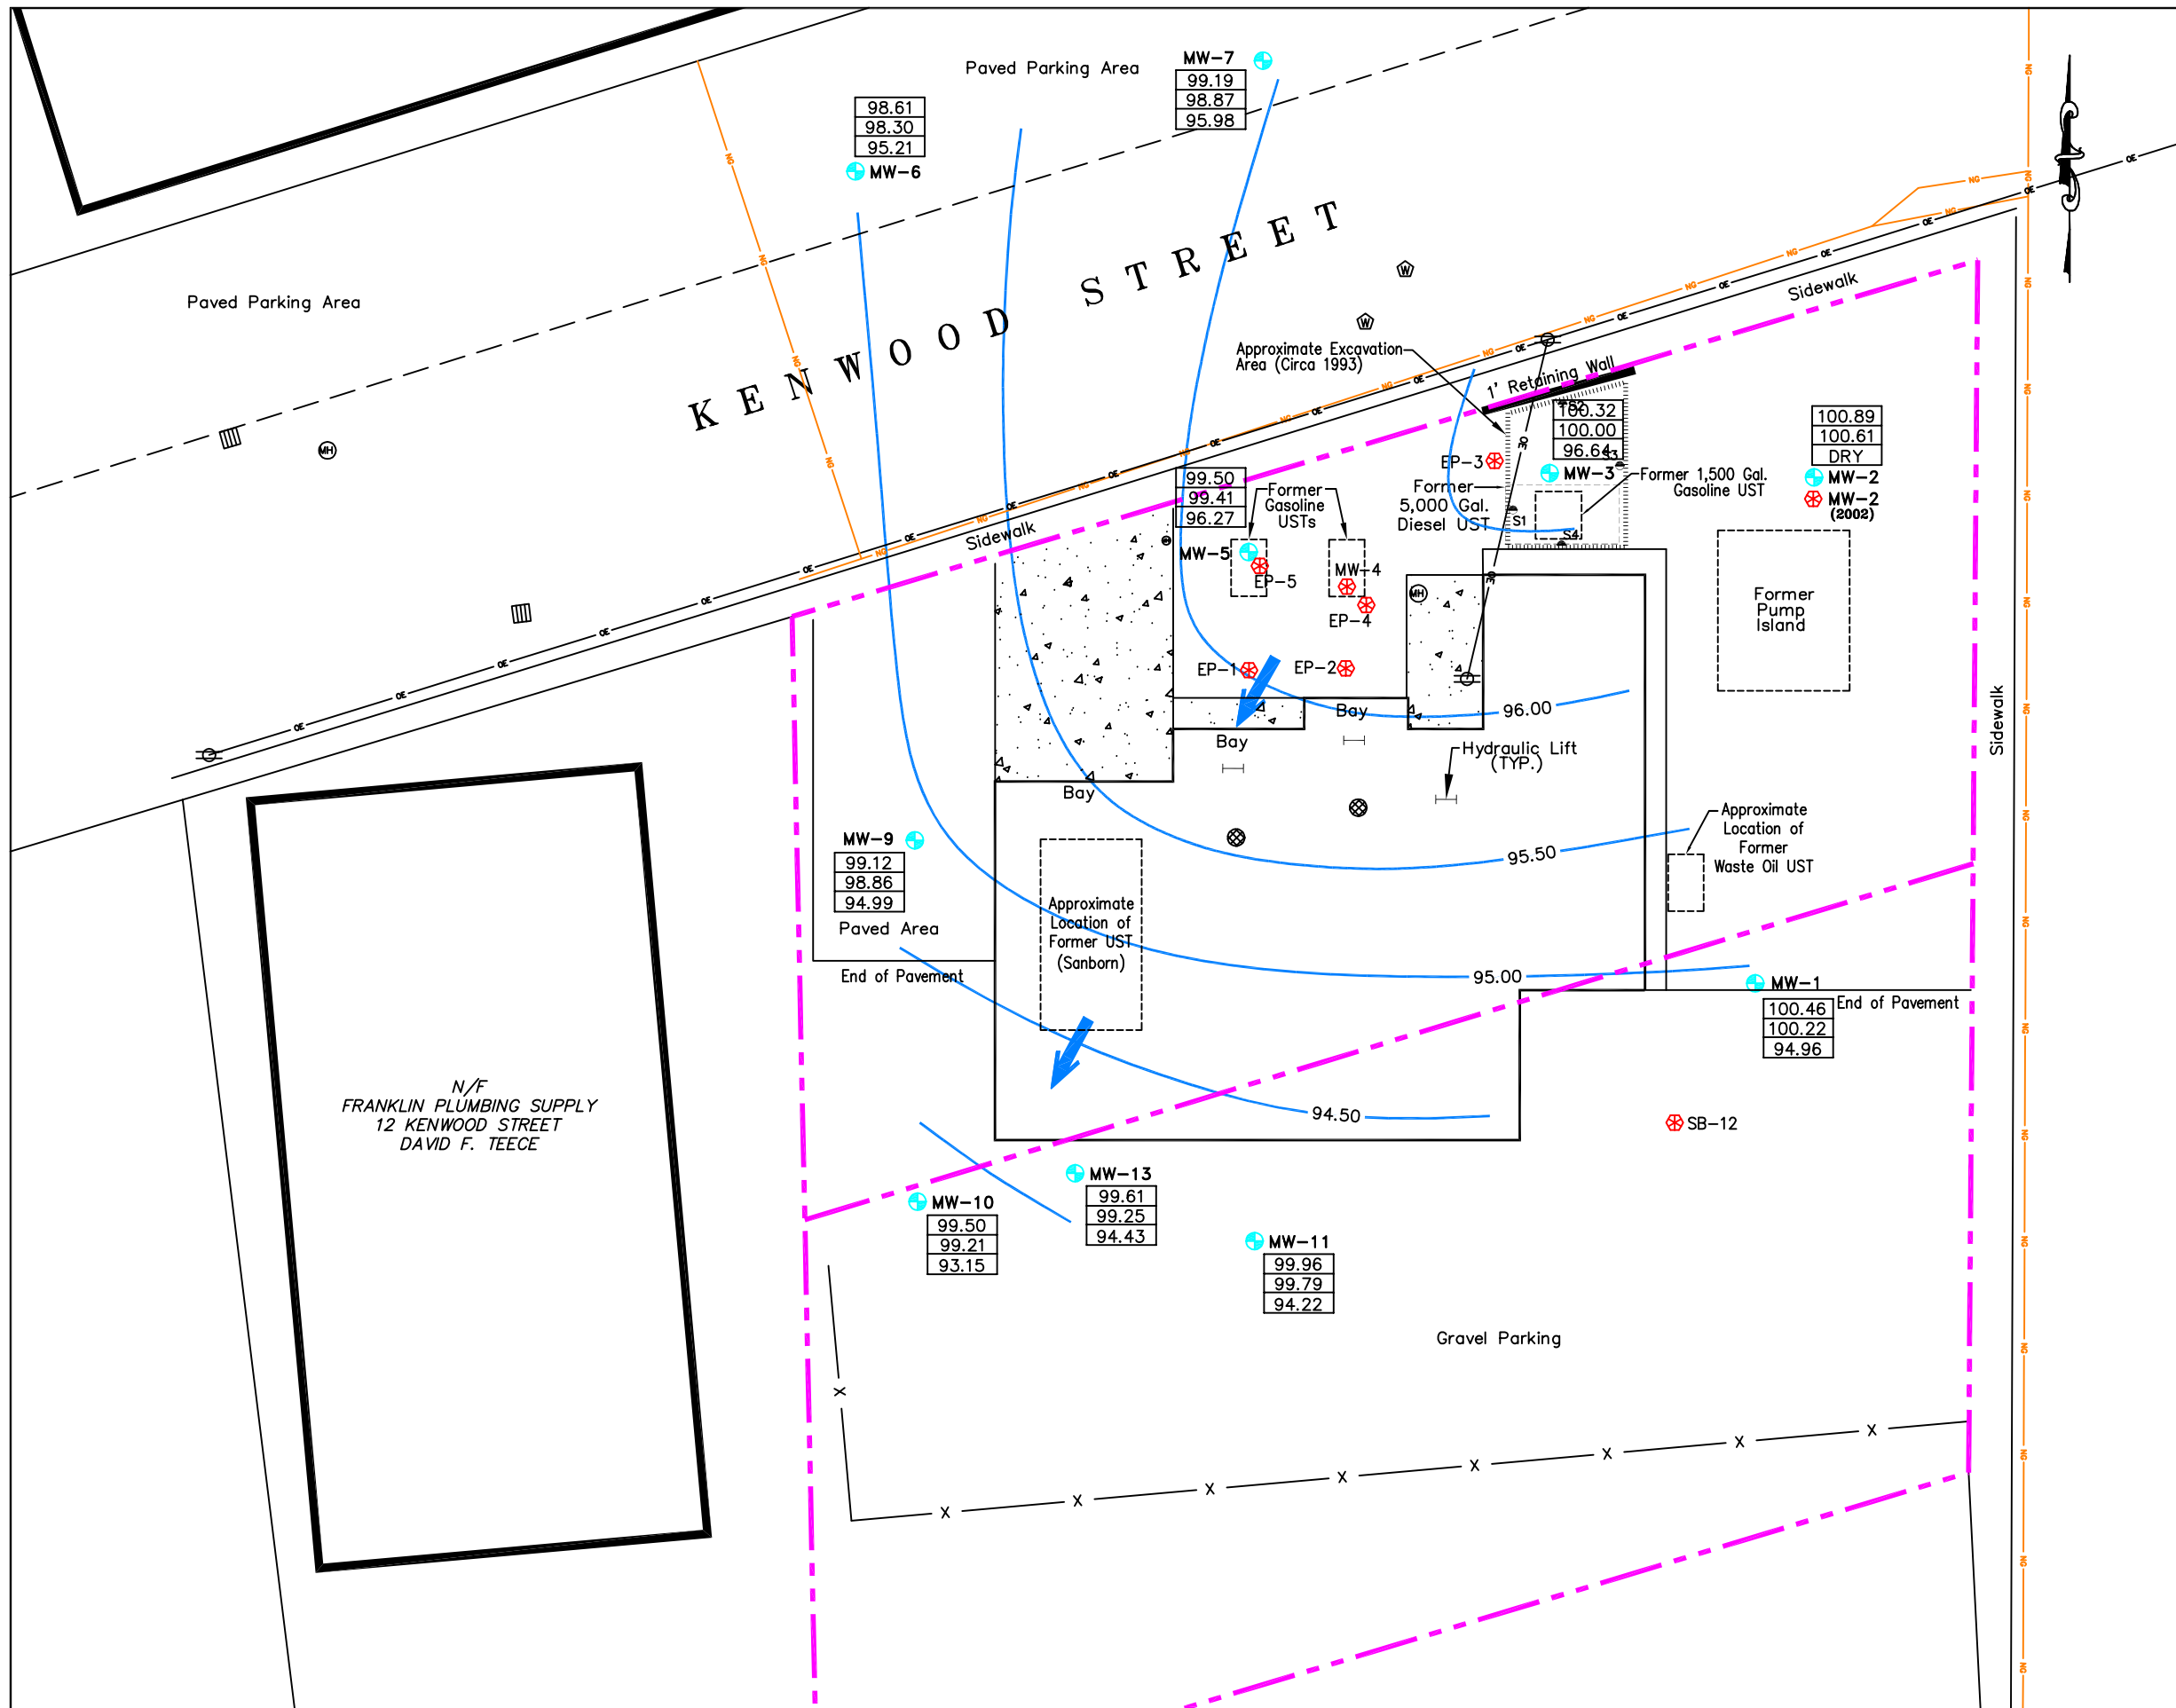 Paved Parking Area
MW-7
99.19
98.87
95.98
98.61
98.30
95.21
MW-6
Paved Parking Area
KENWOOD STREET
W
W
Sidewalk
Approximate Excavation
Area (Circa 1993)
1' Retaining Wall
S2
100.32
100.00
96.64
S3
MW-3
EP-3
100.89
100.61
DRY
MW-2
MW-2
(2002)
Former 1,500 Gal.
Gasoline UST
Former
5,000 Gal.
Diesel UST
S1
S4
MH
99.50
99.41
96.27
Former
Gasoline
USTs
MW-5
EP-5
MW-4
EP-4
Sidewalk
MH
Former
Pump
Island
EP-1
EP-2
96.00
Bay
Bay
Hydraulic Lift
(TYP.)
Sidewalk
Bay
MW-9
99.12
98.86
94.99
Paved Area
End of Pavement
95.50
Approximate
Location of
Former
Waste Oil UST
Approximate
Location of
Former UST
(Sanborn)
95.00
MW-1
100.46
100.22
94.96
End of Pavement
N/F
FRANKLIN PLUMBING SUPPLY
12 KENWOOD STREET
DAVID F. TEECE
94.50
SB-12
MW-13
99.61
99.25
94.43
MW-10
99.50
99.21
93.15
MW-11
99.96
99.79
94.22
Gravel Parking
X
X X X X X X X X
NG
OE